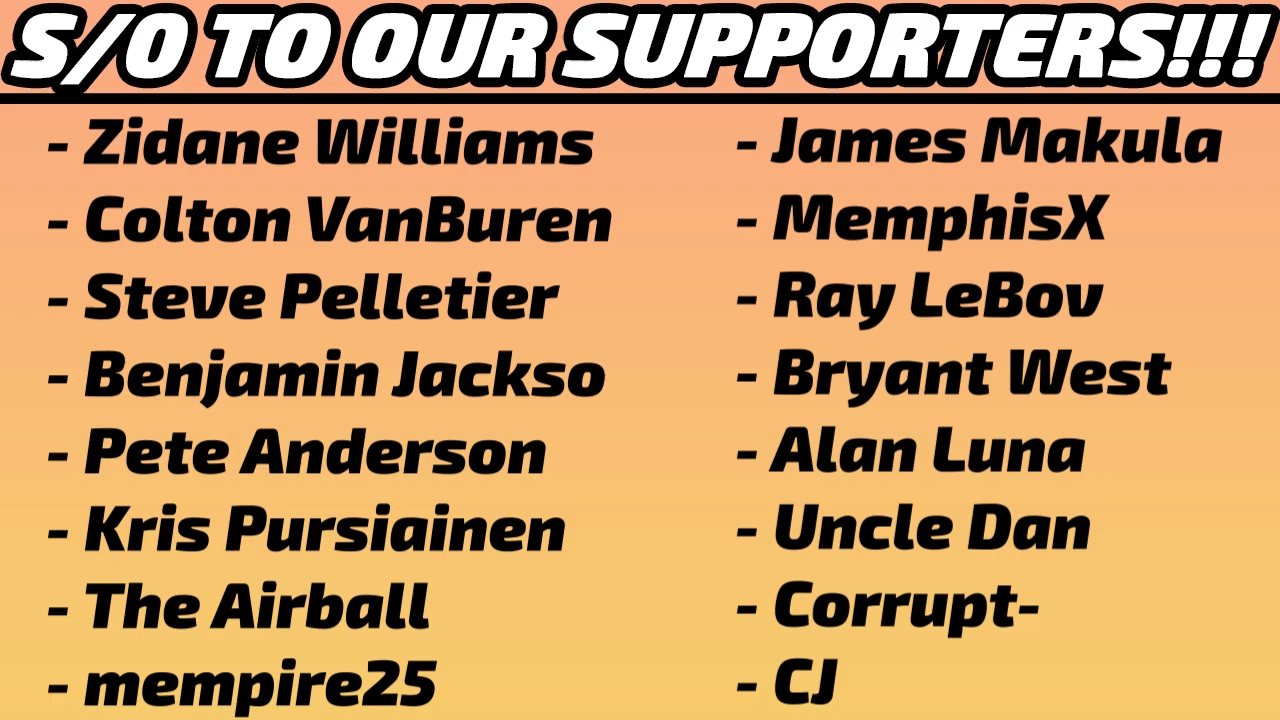 S/O TO OUR SUPPORTERS!!!
- Zidane Williams
- Colton VanBuren
- Steve Pelletier
- Benjamin Jackso
- Pete Anderson
- Kris Pursiainen
- The Airball
- mempire25
- James Makula
- MemphisX
- Ray LeBov
- Bryant West
- Alan Luna
- Uncle Dan
- Corrupt-
- CJ